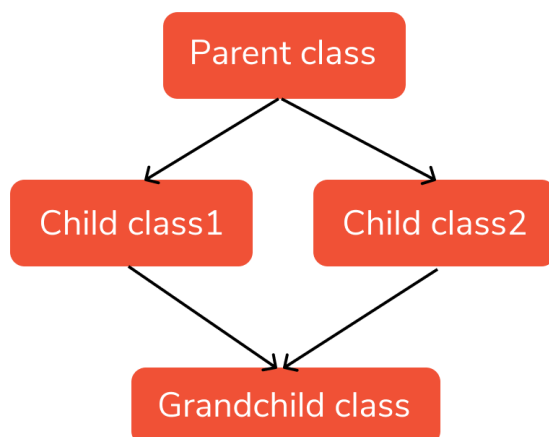 Parent class
Child class1
Child class2
Grandchild class